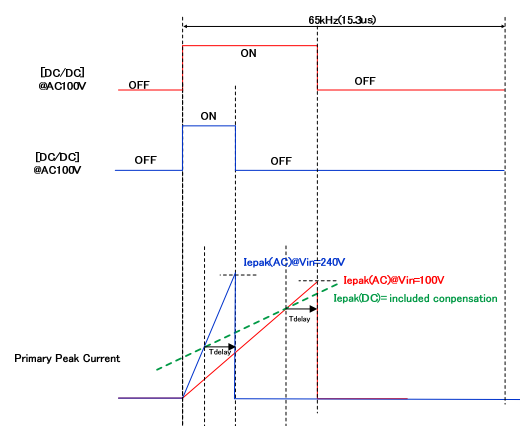 65kHz(15.3us)
[DC/DC]
@AC100V
OFF
ON
OFF
ON
[DC/DC]
@AC100V
OFF
OFF
Iepak(AC)@Vin=240V
Iepak(AC)@Vin=100V
Iepak(DC)= included conpensation
Tdelay
Tdelay
Primary Peak Current